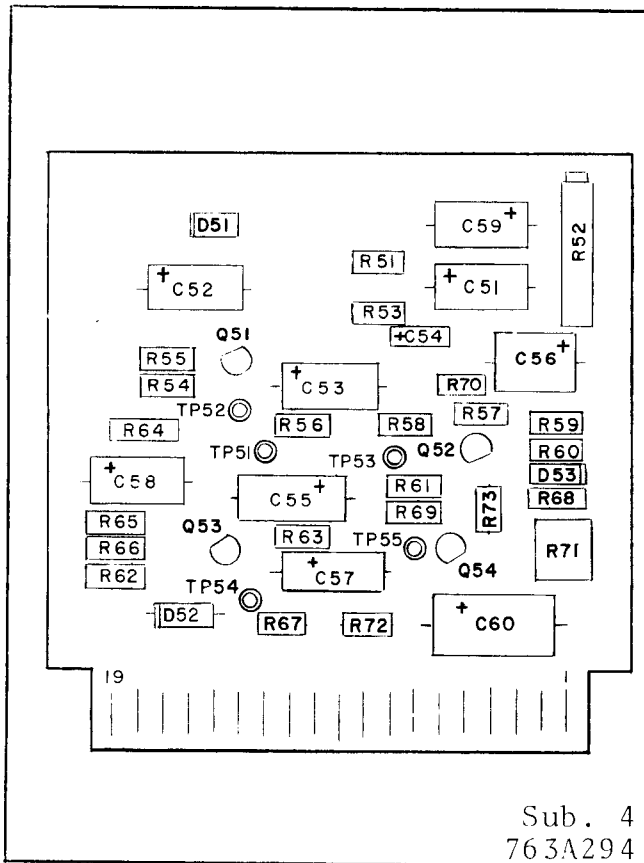 D51
C59
+
R52
R51
+
C52
+
C51
R53
+C54
Q51
C56
+
R55
R54
+
C53
R70
TP52
R57
R64
R56
R58
R59
TP51
TP53
Q52
R60
+
C58
C55
+
R61
D53
R73
R68
R65
Q53
R69
R66
R63
TP55
R71
R62
C57
+
Q54
TP54
D52
R67
R72
+
C60
19
1
Sub. 4
763A294